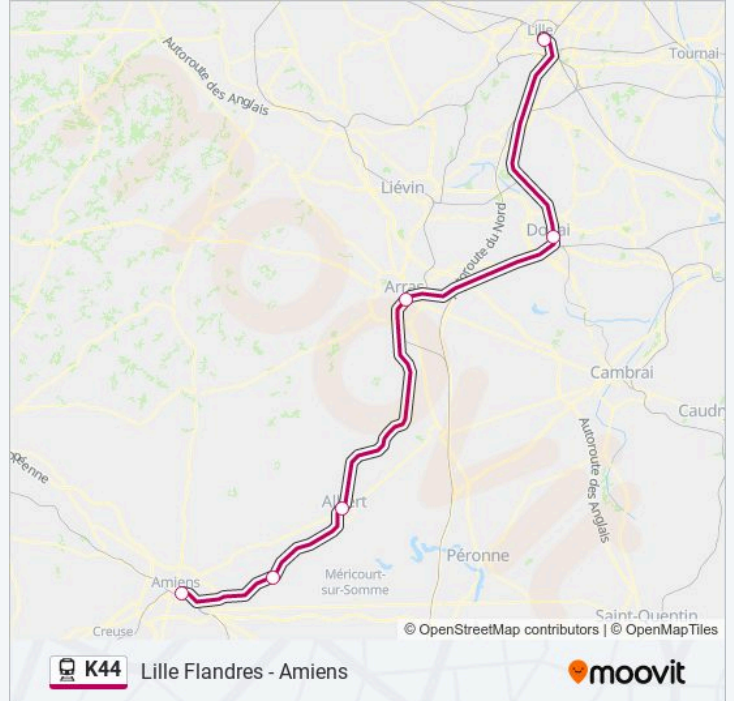 Lille
Autoroute des Anglais
Tournai
Liévin
Autoroute du Nord
Douai
Arras
Cambrai
Autoroute des Anglais
Albert
Péronne
Amiens
Méricourt-
sur-Somme
Creuse
Saint-Quentin
© OpenStreetMap contributors | © OpenMapTiles
K44 Lille Flandres - Amiens
moovit